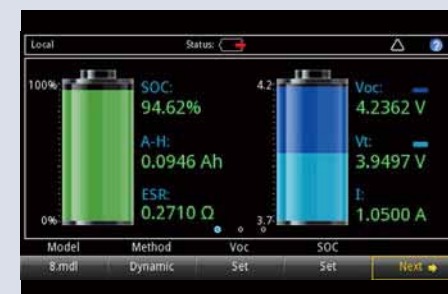 Local Status:
100% SOC: 4.2 Voc:
94.62% 4.2362 V
A-H: Vt:
0.0946 Ah 3.9497 V
ESR: I:
0% 0.2710 Ω 3.7 1.0500 A
Model Method Voc SOC
8.mdl Dynamic Set Set Next